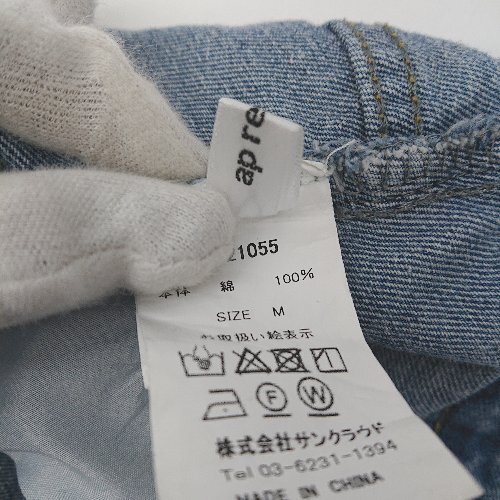 ap re
21055
本体 綿 100%
SIZE M
お取扱い絵表示
F W
株式会社サンクラウド
Tel 03-6231-1394
MADE IN CHINA